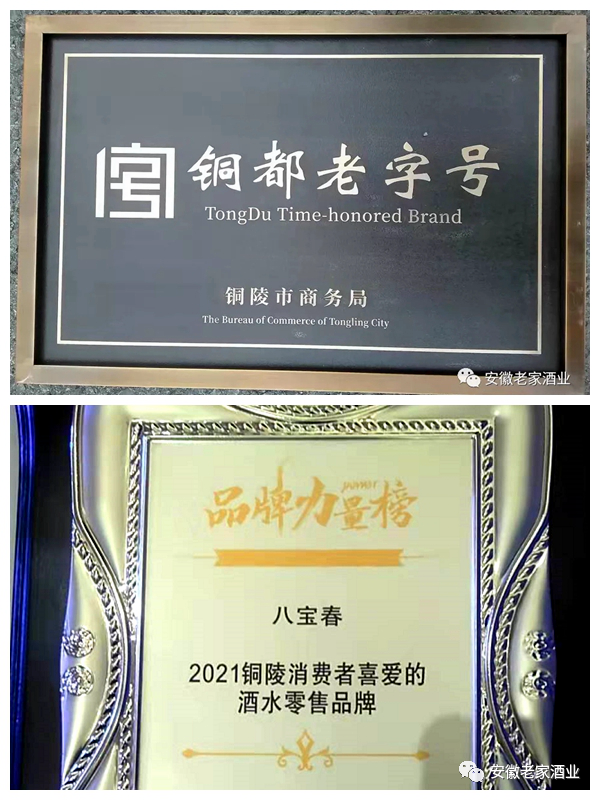 铜都老字号
TongDu Time-honored Brand
铜陵市商务局
The Bureau of Commerce of Tongling City
安徽老家酒业
品牌力量榜
power
八宝春
2021铜陵消费者喜爱的
酒水零售品牌
安徽老家酒业